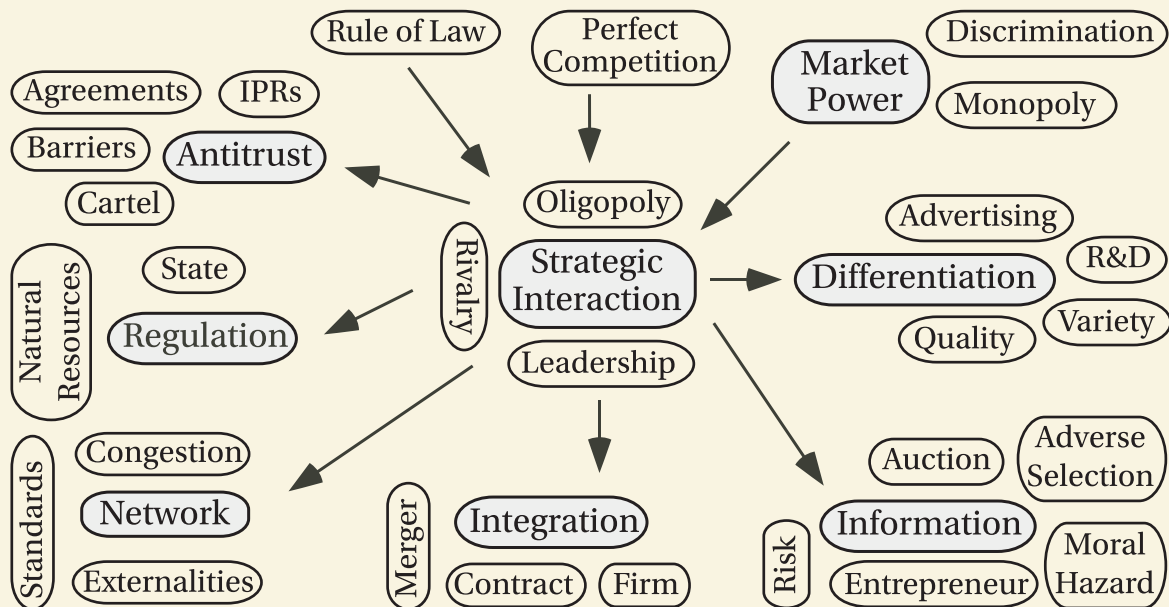 Rule of Law
Perfect
Competition
Market
Power
Discrimination
Monopoly
Agreements
IPRs
Barriers
Antitrust
Cartel
Oligopoly
Rivalry
Strategic
Interaction
Leadership
Advertising
R&D
Differentiation
Variety
Quality
Natural
Resources
State
Regulation
Standards
Congestion
Network
Externalities
Merger
Integration
Contract
Firm
Auction
Adverse
Selection
Information
Risk
Entrepreneur
Moral
Hazard